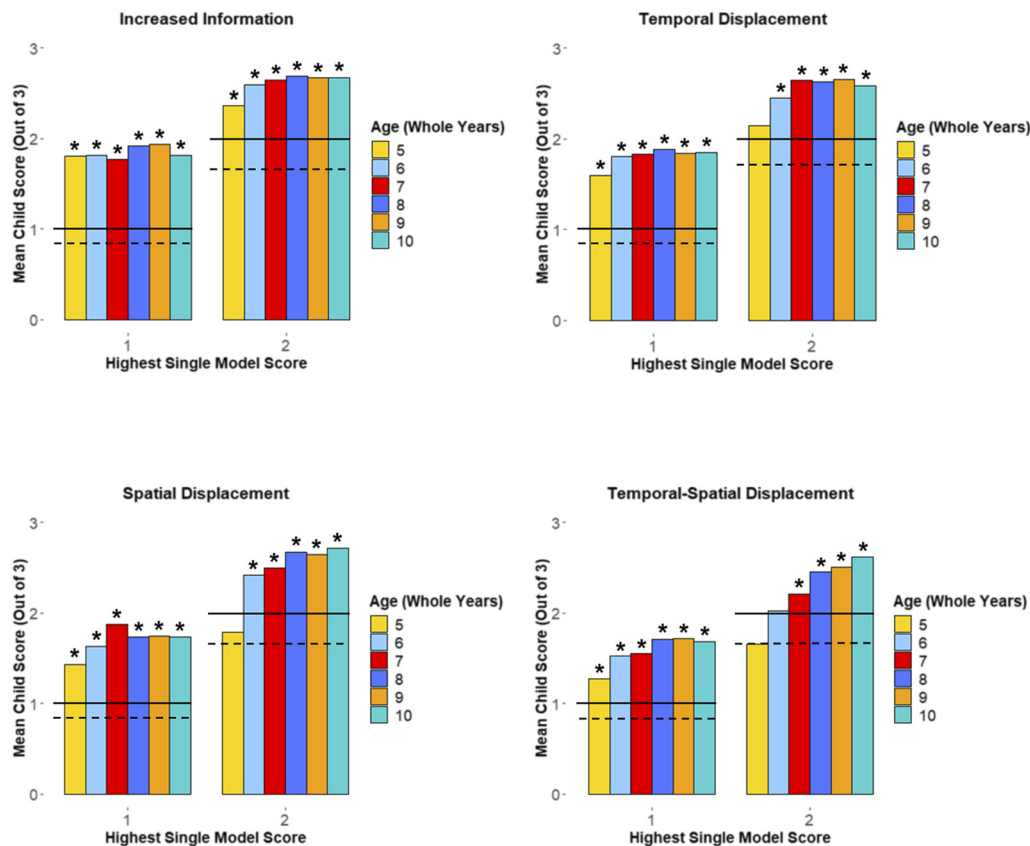 Increased Information
Mean Child Score (Out of 3)
3
2
1
0
* * * * * *
* * * * * *
1 2
Highest Single Model Score
Age (Whole Years)
5
6
7
8
9
10
Temporal Displacement
Mean Child Score (Out of 3)
3
2
1
0
* * * * * *
* * * * *
1 2
Highest Single Model Score
Age (Whole Years)
5
6
7
8
9
10
Spatial Displacement
Mean Child Score (Out of 3)
3
2
1
0
* * * * * *
* * * * *
1 2
Highest Single Model Score
Age (Whole Years)
5
6
7
8
9
10
Temporal-Spatial Displacement
Mean Child Score (Out of 3)
3
2
1
0
* * * * * *
* * * *
1 2
Highest Single Model Score
Age (Whole Years)
5
6
7
8
9
10